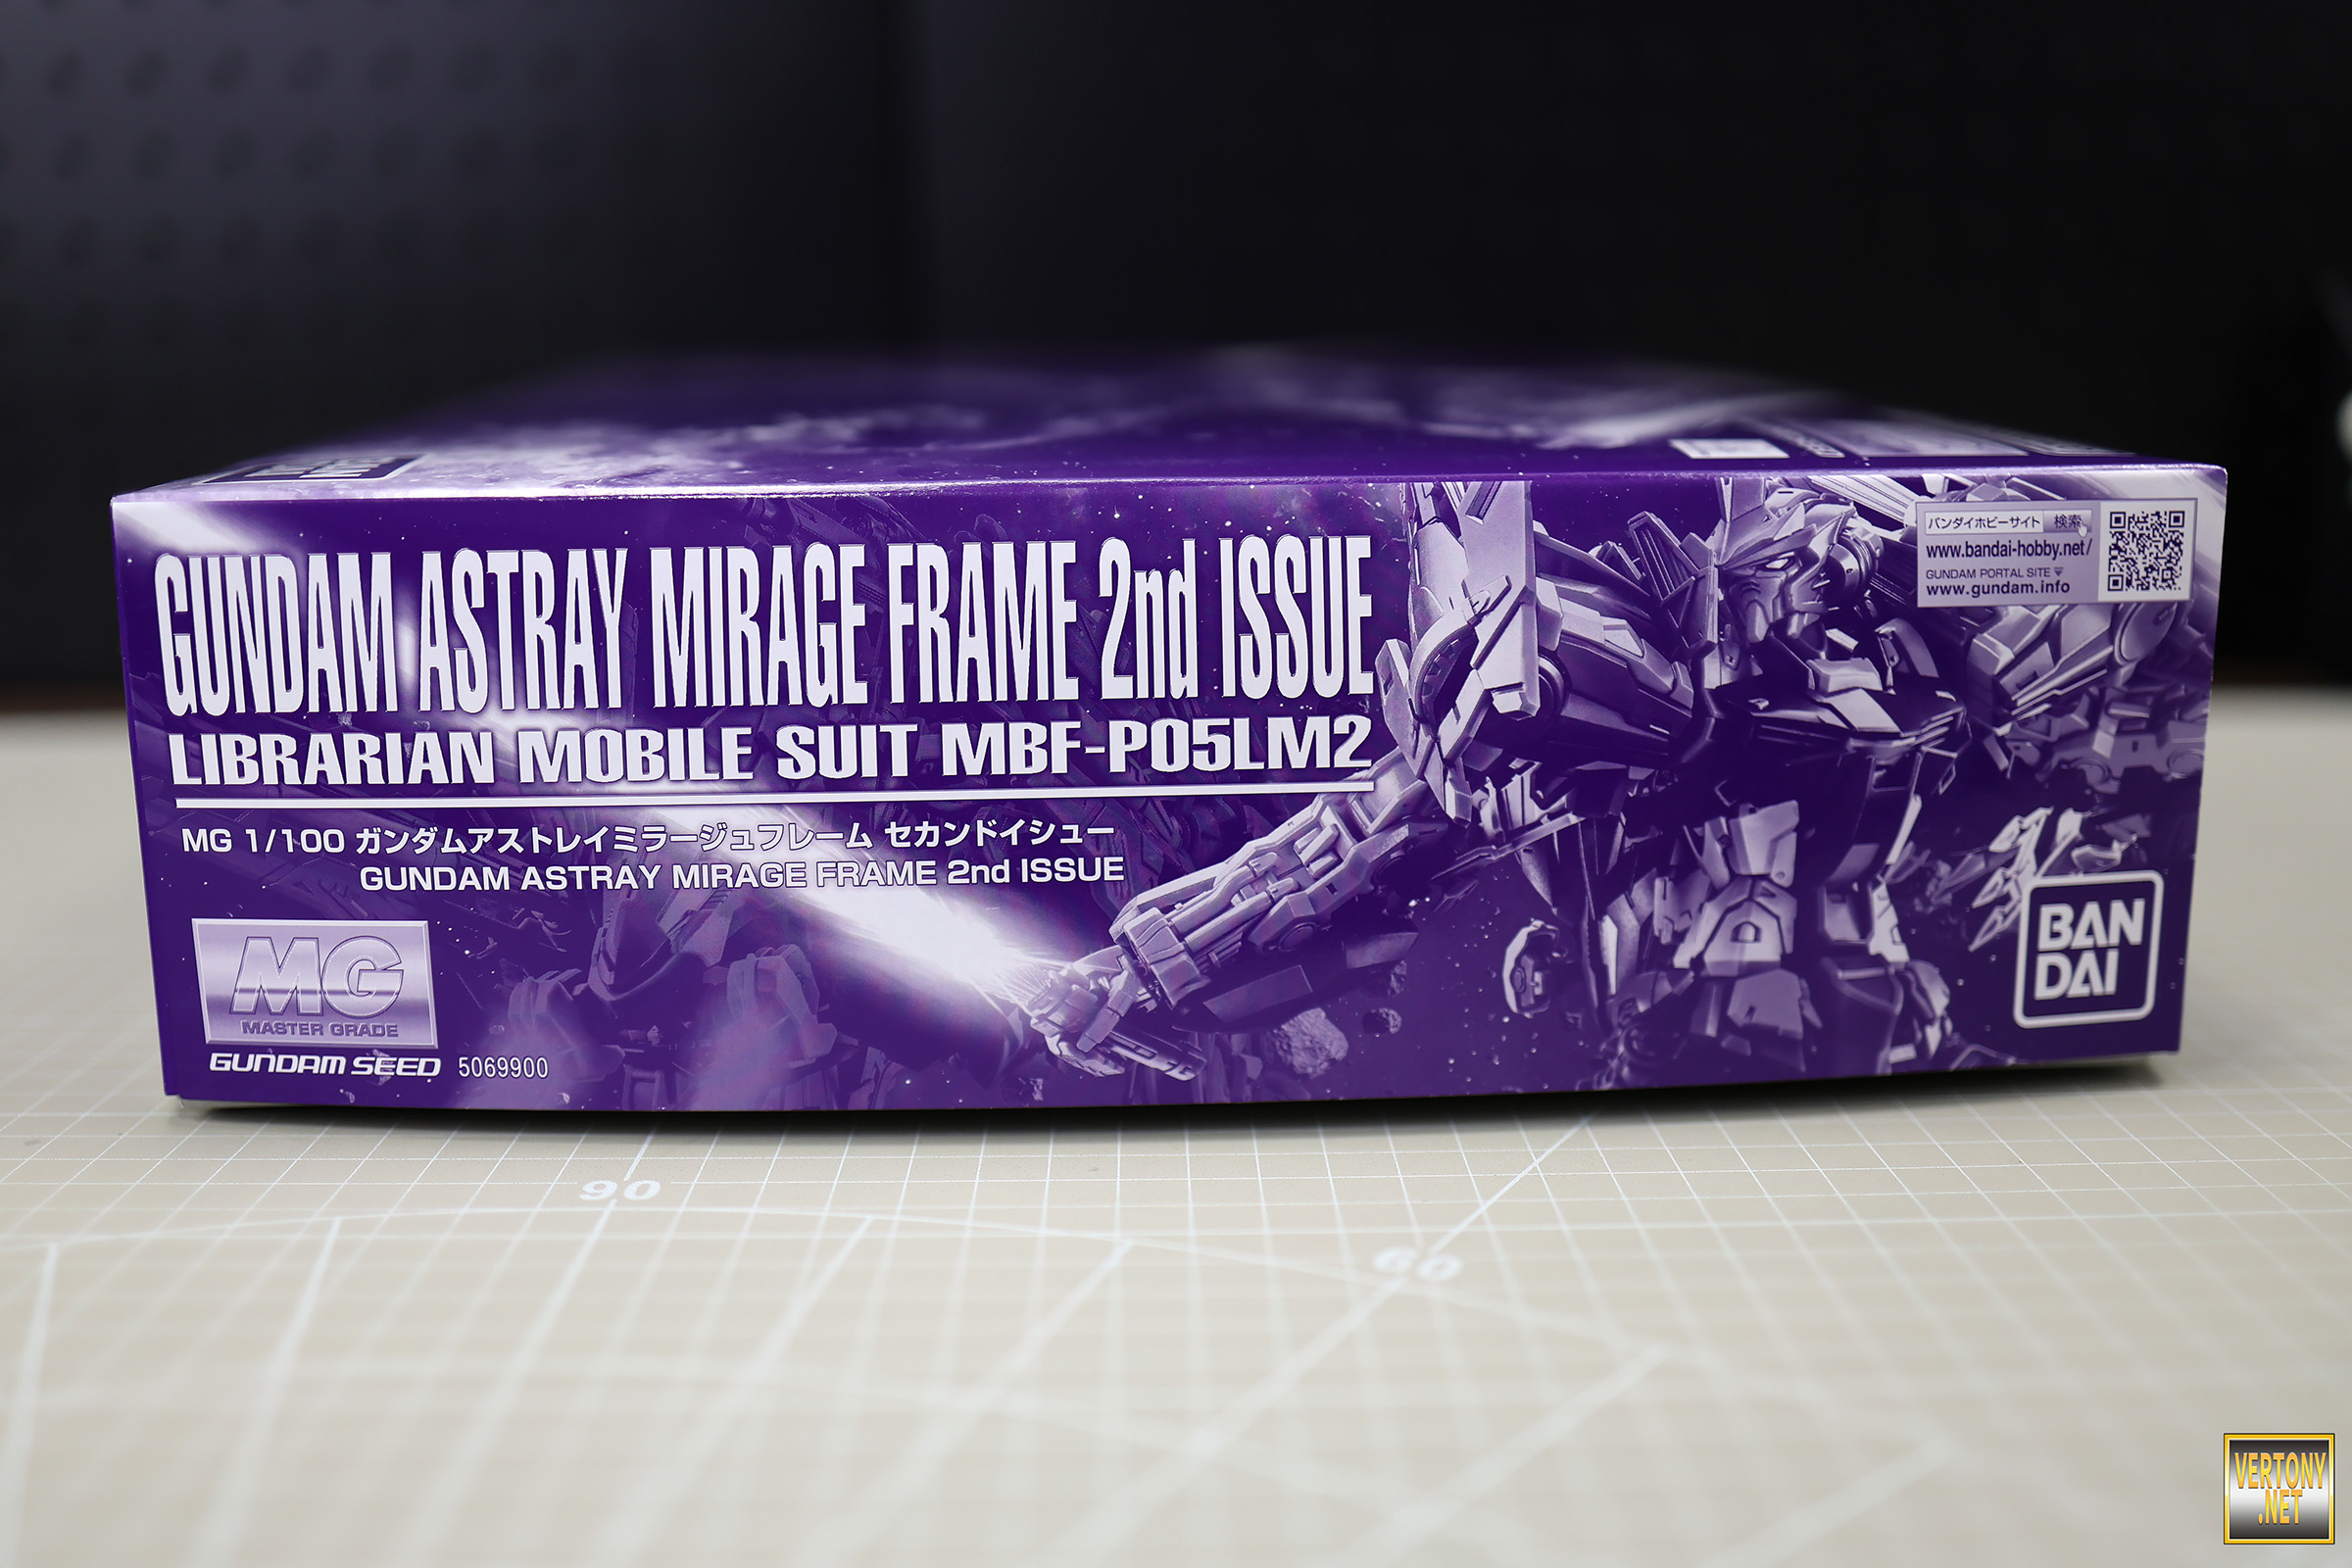 GUNDAM ASTRAY MIRAGE FRAME 2nd ISSUE
LIBRARIAN MOBILE SUIT MBF-P05LM2
MG 1/100 ガンダムアストレイミラージュフレーム セカンドイシュー
GUNDAM ASTRAY MIRAGE FRAME 2nd ISSUE
MG
MASTER GRADE
GUNDAM SEED 5069900
バンダイホビーサイト 検索
www.bandai-hobby.net/
GUNDAM PORTAL SITE
www.gundam.info
BAN
DAI
90
60
VERTONY
.NET